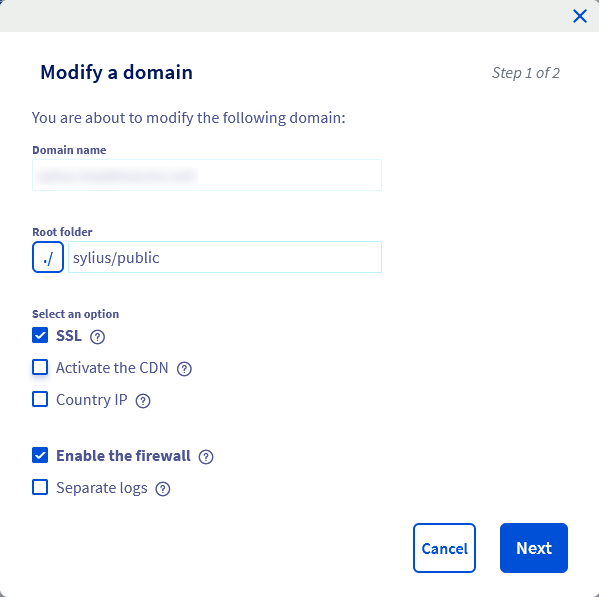 Modify a domain
Step 1 of 2
You are about to modify the following domain:
Domain name
Root folder
./ sylius/public
Select an option
SSL ?
Activate the CDN ?
Country IP ?
Enable the firewall ?
Separate logs ?
Cancel Next